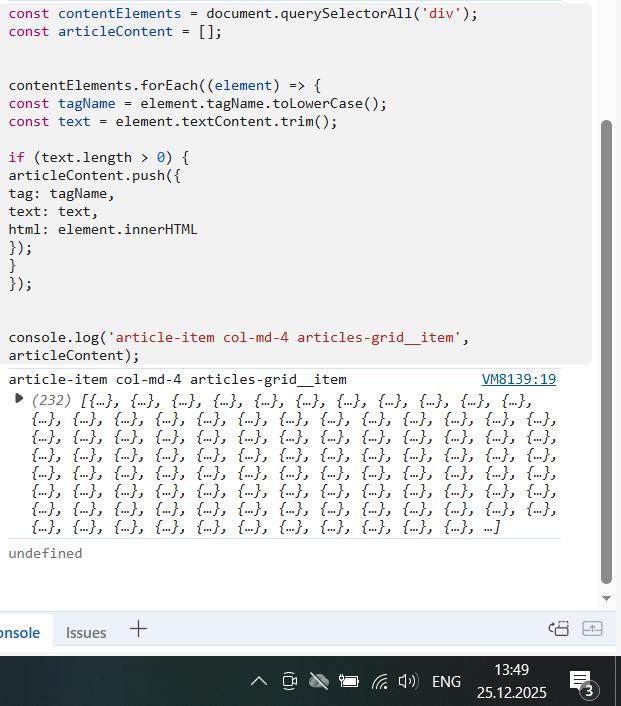 const contentElements = document.querySelectorAll('div');
const articleContent = [];
contentElements.forEach((element) => {
const tagName = element.tagName.toLowerCase();
const text = element.textContent.trim();
if (text.length > 0) {
articleContent.push({
tag: tagName,
text: text,
html: element.innerHTML
});
}
});
console.log('article-item col-md-4 articles-grid__item',
articleContent);
article-item col-md-4 articles-grid__item VM8139:19
(232) [{…}, {…}, {…}, {…}, {…}, {…}, {…}, {…}, {…}, {…}, {…},
{…}, {…}, {…}, {…}, {…}, {…}, {…}, {…}, {…}, {…}, {…}, {…}, {…},
{…}, {…}, {…}, {…}, {…}, {…}, {…}, {…}, {…}, {…}, {…}, {…}, {…},
{…}, {…}, {…}, {…}, {…}, {…}, {…}, {…}, {…}, {…}, {…}, {…}, {…},
{…}, {…}, {…}, {…}, {…}, {…}, {…}, {…}, {…}, {…}, {…}, {…}, {…},
{…}, {…}, {…}, {…}, {…}, {…}, {…}, {…}, {…}, {…}, {…}, {…}, {…},
{…}, {…}, {…}, {…}, {…}, {…}, {…}, {…}, {…}, {…}, {…}, {…}, {…},
{…}, {…}, {…}, {…}, {…}, {…}, {…}, {…}, {…}, {…}, {…}, …]
undefined
onsole Issues
ENG
13:49
25.12.2025
3